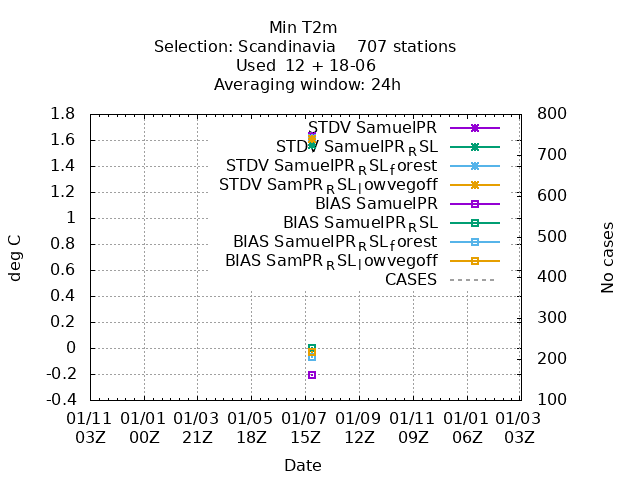 Min T2m
Selection: Scandinavia 707 stations
Used 12 + 18-06
Averaging window: 24h
1.8
1.6
1.4
1.2
1
0.8
0.6
0.4
0.2
0
-0.2
-0.4
deg C
800
700
600
500
400
300
200
100
No cases
STDV SamuelPR
STDV SamuelPR_RSL
STDV SamuelPR_RSL_forest
STDV SamPR_RSL_lowvegoff
BIAS SamuelPR
BIAS SamuelPR_RSL
BIAS SamuelPR_RSL_forest
BIAS SamPR_RSL_lowvegoff
CASES
01/11 01/01 01/03 01/05 01/07 01/09 01/11 01/01 01/03
03Z 00Z 21Z 18Z 15Z 12Z 09Z 06Z 03Z
Date